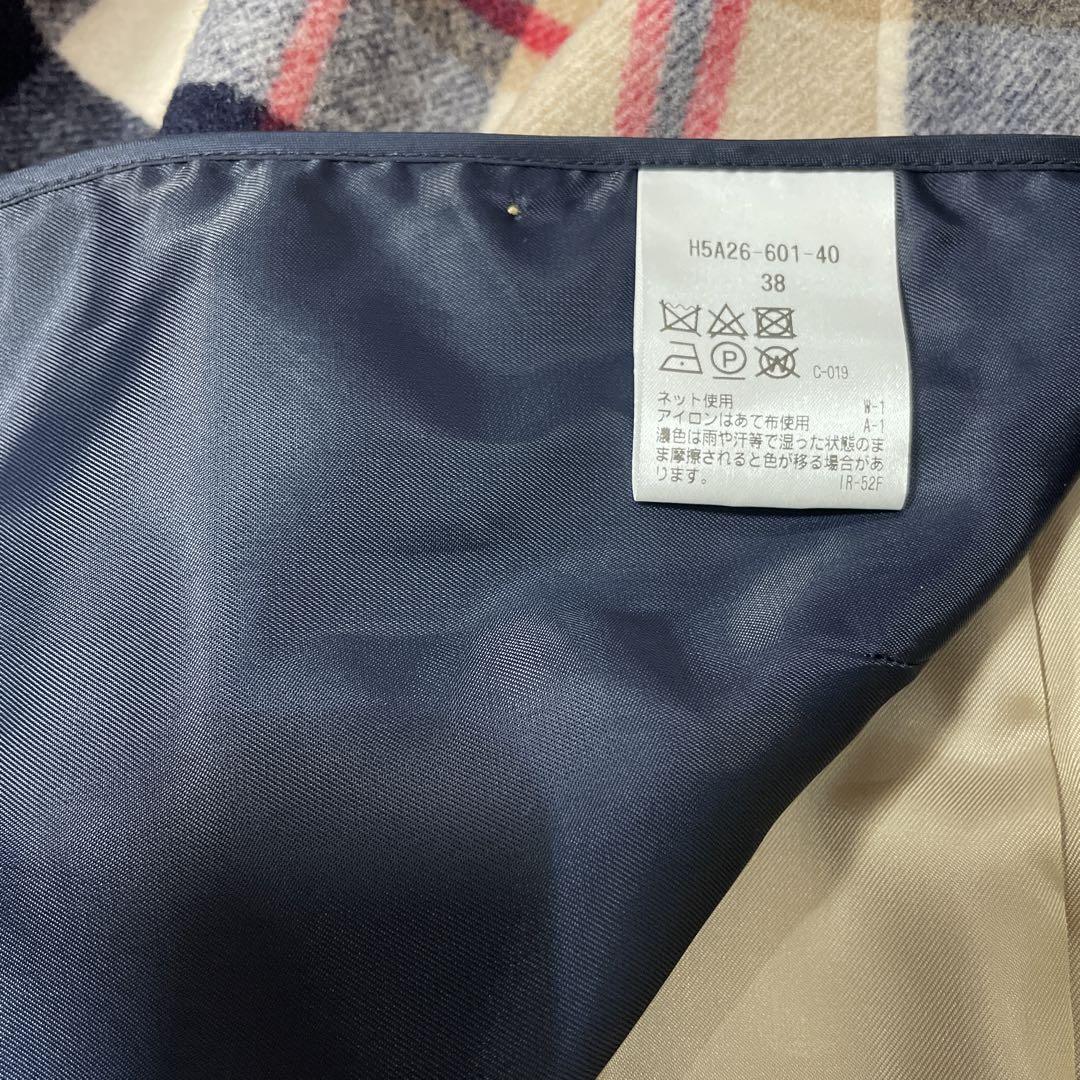 H5A26-601-40
38
P W C-019
ネット使用 W-1
アイロンはあて布使用 A-1
濃色は雨や汗等で湿った状態のま
ま摩擦されると色が移る場合があ
ります。 IR-52F